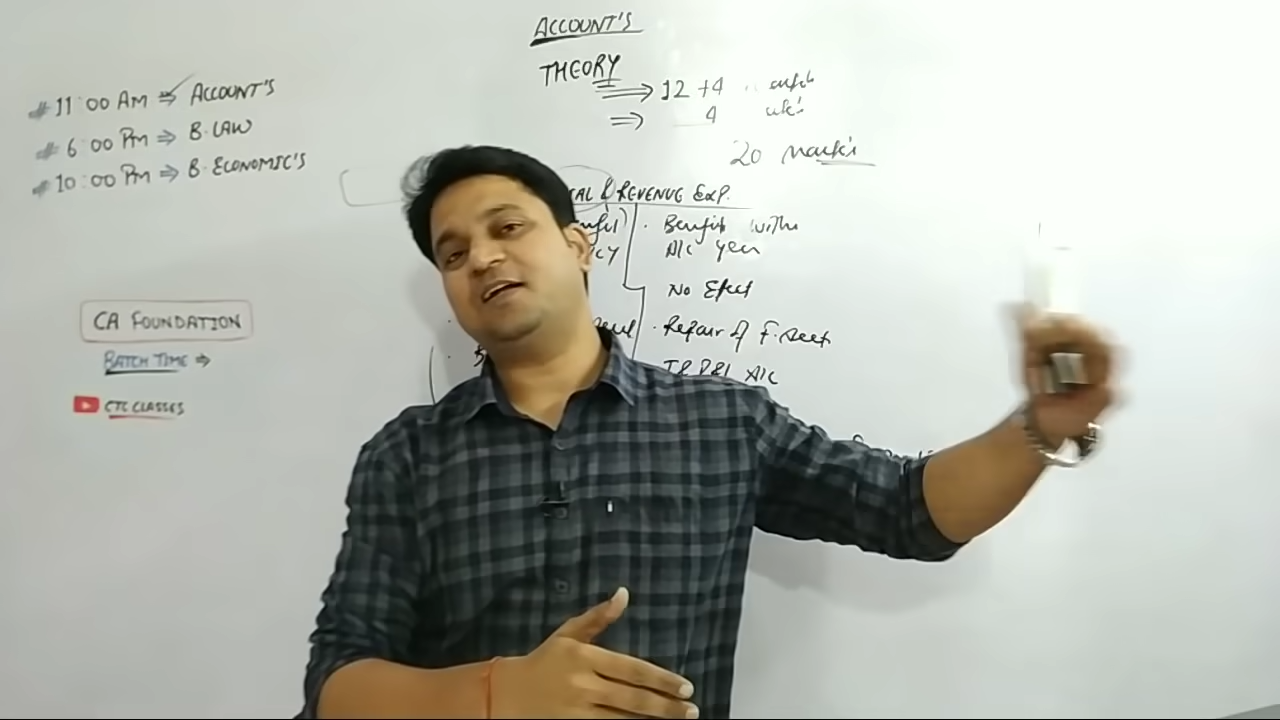 ACCOUNT'S
THEORY
⇒ 12 + 4
⇒ 4
20 Marks
# 11:00 AM ⇒ ACCOUNT'S
# 6:00 PM ⇒ B. LAW
# 10:00 PM ⇒ B. ECONOMIC'S
CA FOUNDATION
BATCH TIME ⇒
CTC CLASSES
& REVENUE EXP.
. Benefit within
A/c year
No Effect
. Repair of F. Asset
A/c